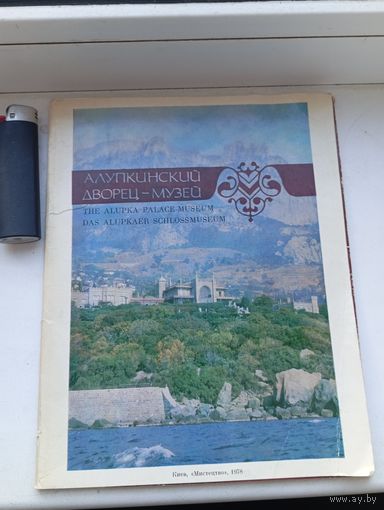 АЛУПКИНСКИЙ
ДВОРЕЦ–МУЗЕЙ
THE ALUPKA PALACE-MUSEUM
DAS ALUPKAER SCHLOSSMUSEUM
Киев, «Мистецтво», 1978
www.ay.by